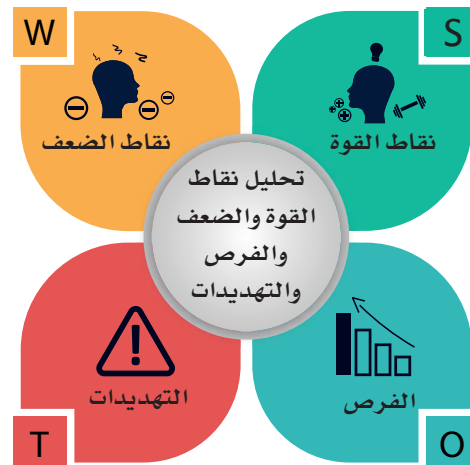 S
نقاط القوة
W
نقاط الضعف
تحليل نقاط
القوة والضعف
والفرص
والتهديدات
الفرص
O
التهديدات
T